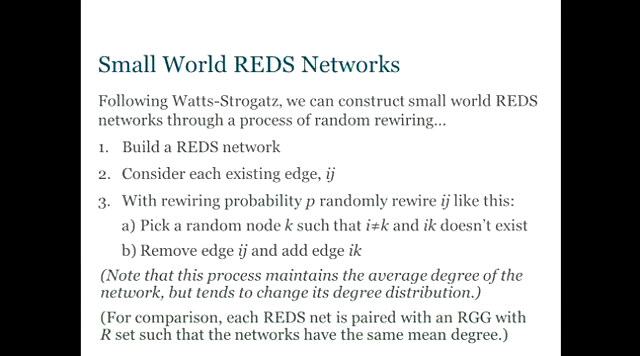 Small World REDS Networks
Following Watts-Strogatz, we can construct small world REDS
networks through a process of random rewiring...
1. Build a REDS network
2. Consider each existing edge, ij
3. With rewiring probability p randomly rewire ij like this:
a) Pick a random node k such that i≠k and ik doesn't exist
b) Remove edge ij and add edge ik
(Note that this process maintains the average degree of the
network, but tends to change its degree distribution.)
(For comparison, each REDS net is paired with an RGG with
R set such that the networks have the same mean degree.)